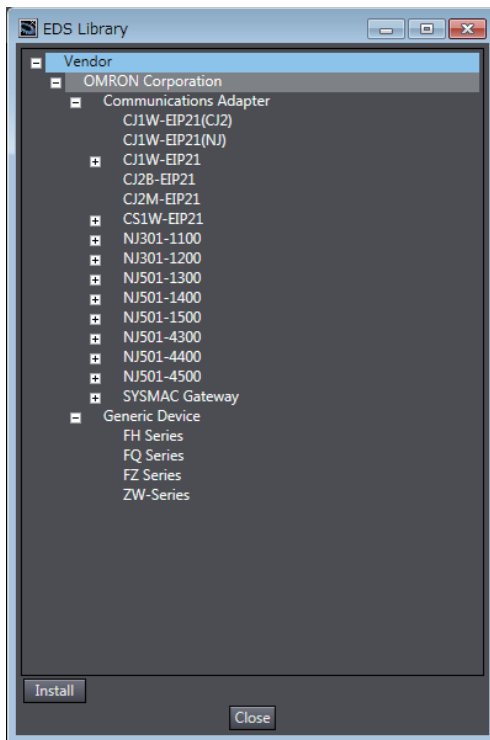 EDS Library
Vendor
OMRON Corporation
Communications Adapter
CJ1W-EIP21(CJ2)
CJ1W-EIP21(NJ)
CJ1W-EIP21
CJ2B-EIP21
CJ2M-EIP21
CS1W-EIP21
NJ301-1100
NJ301-1200
NJ501-1300
NJ501-1400
NJ501-1500
NJ501-4300
NJ501-4400
NJ501-4500
SYSMAC Gateway
Generic Device
FH Series
FQ Series
FZ Series
ZW-Series
Install
Close